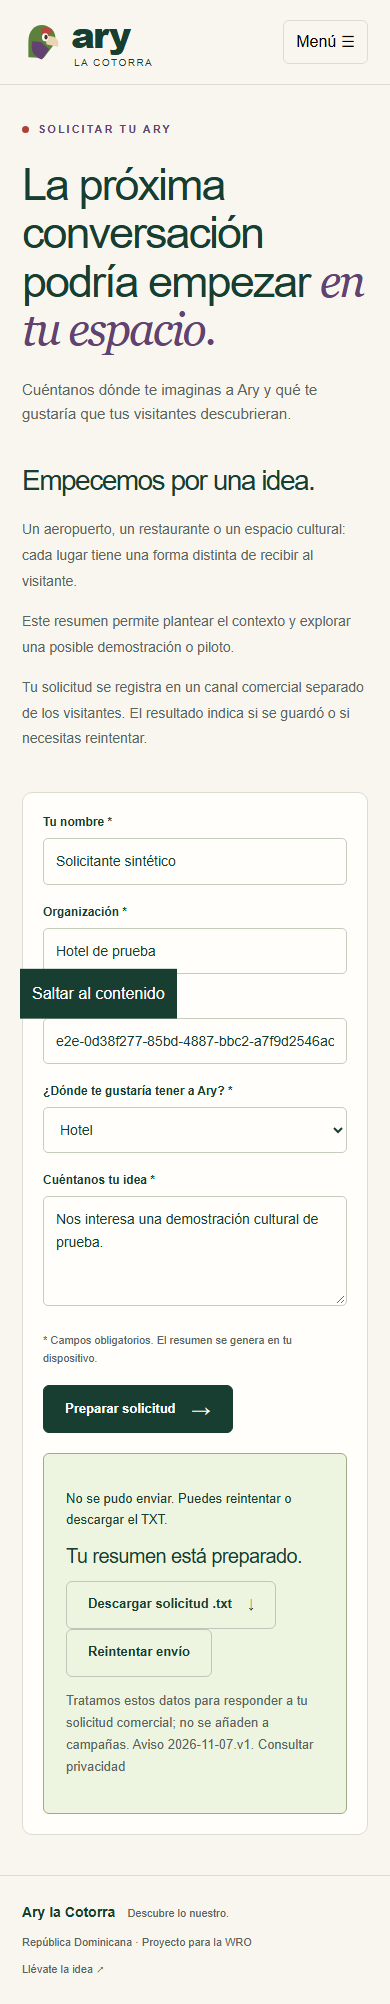 ary
LA COTORRA
Menú ☰
SOLICITAR TU ARY
La próxima
conversación
podría empezar en
tu espacio.
Cuéntanos dónde te imaginas a Ary y qué te
gustaría que tus visitantes descubrieran.
Empecemos por una idea.
Un aeropuerto, un restaurante o un espacio cultural:
cada lugar tiene una forma distinta de recibir al
visitante.
Este resumen permite plantear el contexto y explorar
una posible demostración o piloto.
Tu solicitud se registra en un canal comercial separado
de los visitantes. El resultado indica si se guardó o si
necesitas reintentar.
Tu nombre *
Solicitante sintético
Organización *
Hotel de prueba
Saltar al contenido
e2e-0d38f277-85bd-4887-bbc2-a7f9d2546ac
¿Dónde te gustaría tener a Ary? *
Hotel
Cuéntanos tu idea *
Nos interesa una demostración cultural de
prueba.
* Campos obligatorios. El resumen se genera en tu
dispositivo.
Preparar solicitud →
No se pudo enviar. Puedes reintentar o
descargar el TXT.
Tu resumen está preparado.
Descargar solicitud .txt ↓
Reintentar envío
Tratamos estos datos para responder a tu
solicitud comercial; no se añaden a
campañas. Aviso 2026-11-07.v1. Consultar
privacidad
Ary la Cotorra Descubre lo nuestro.
República Dominicana · Proyecto para la WRO
Llévate la idea ↗